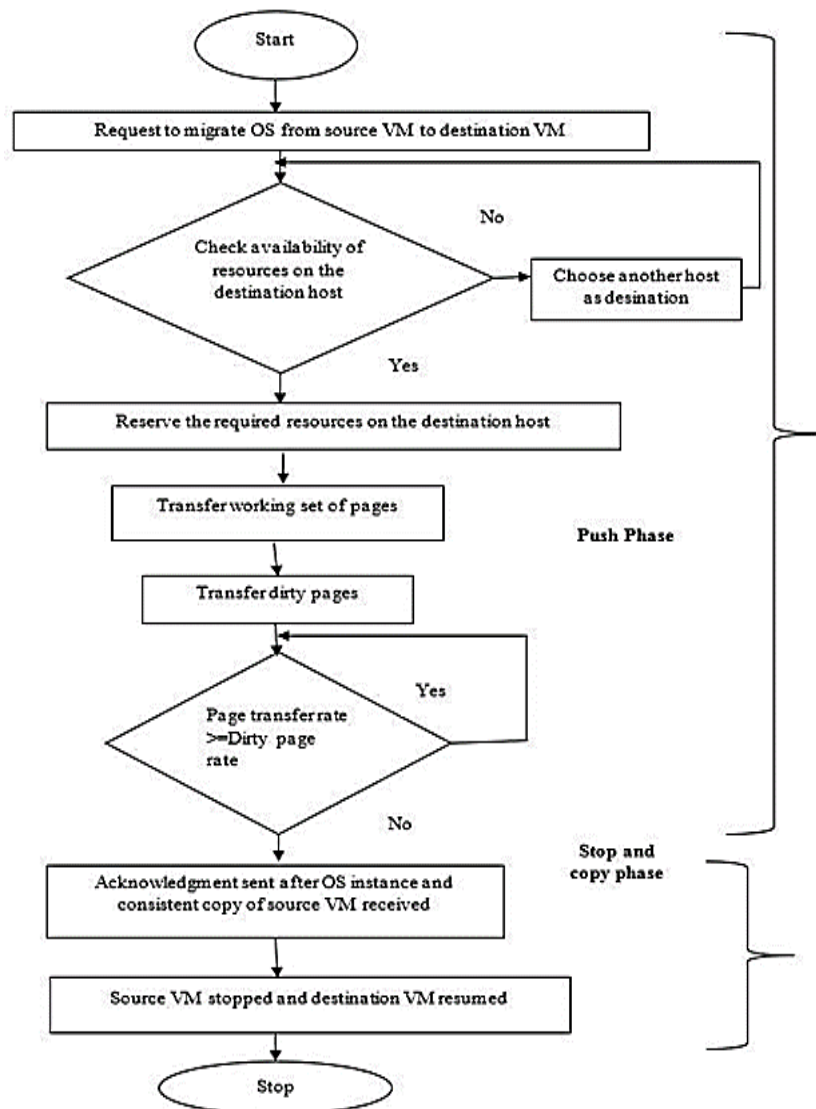 Start
Request to migrate OS from source VM to destination VM
No
Check availability of
resources on the
destination host
Choose another host
as desination
Yes
Reserve the required resources on the destination host
Transfer working set of pages
Push Phase
Transfer dirty pages
Yes
Page transfer rate
>=Dirty page
rate
No
Stop and
copy phase
Acknowledgment sent after OS instance and
consistent copy of source VM received
Source VM stopped and destination VM resumed
Stop